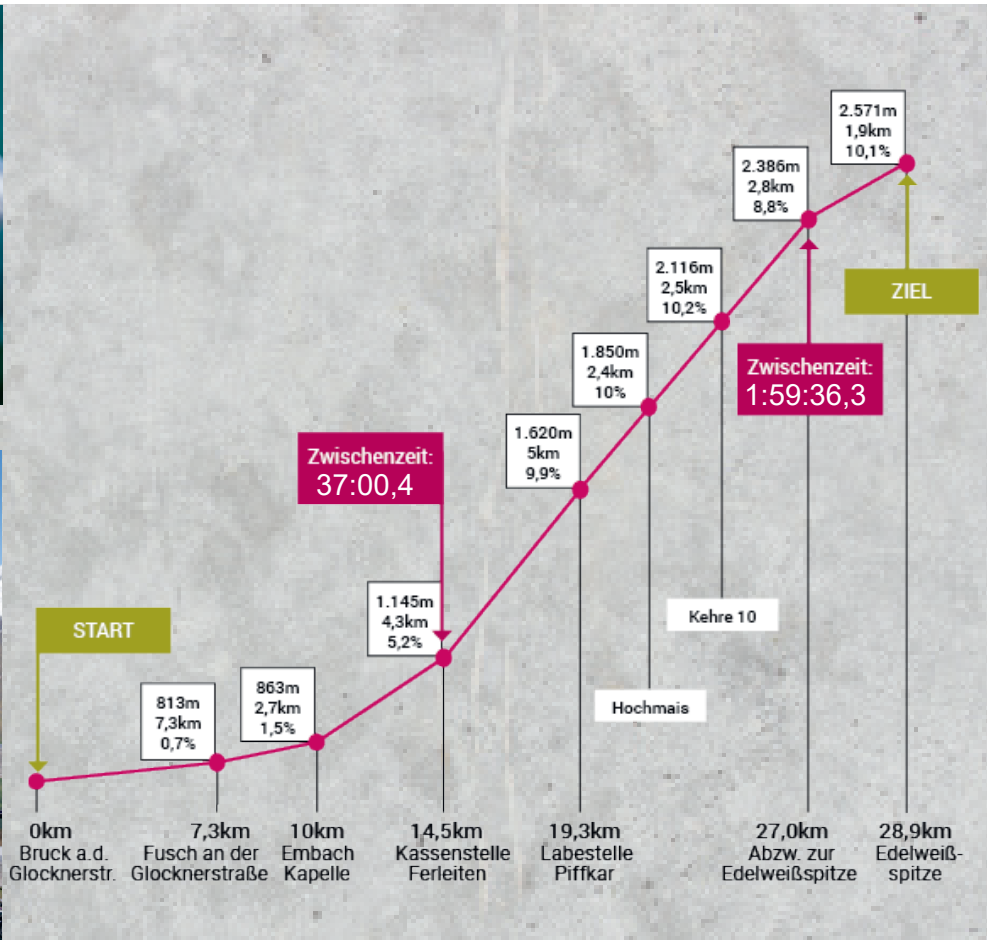 2.571m
1,9km
10,1%
2.386m
2,8km
8,8%
2.116m
2,5km
10,2%
ZIEL
1.850m
2,4km
10%
Zwischenzeit:
1:59:36,3
1.620m
5km
9,9%
Zwischenzeit:
37:00,4
1.145m
4,3km
5,2%
START
Kehre 10
863m
2,7km
1,5%
813m
7,3km
0,7%
Hochmais
0km
Bruck a.d.
Glocknerstr.
7,3km
Fusch an der
Glocknerstraße
10km
Embach
Kapelle
14,5km
Kassenstelle
Ferleiten
19,3km
Labestelle
Piffkar
27,0km
Abzw. zur
Edelweißspitze
28,9km
Edelweiß-
spitze